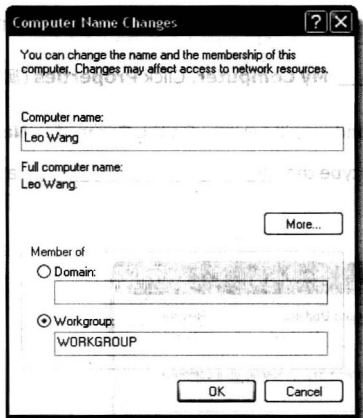 Computer Name Changes
You can change the name and the membership of this
computer. Changes may affect access to network resources.
Computer name:
Leo Wang
Full computer name:
Leo Wang.
More...
Member of
Domain:
Workgroup:
WORKGROUP
OK
Cancel